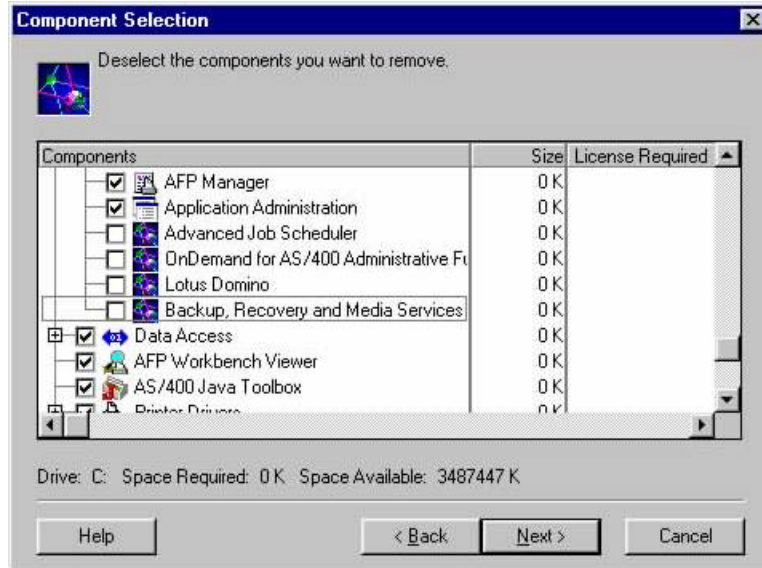 Component Selection
Deselect the components you want to remove.
Components Size License Required
AFP Manager 0 K
Application Administration 0 K
Advanced Job Scheduler 0 K
OnDemand for AS/400 Administrative Fu 0 K
Lotus Domino 0 K
Backup, Recovery and Media Services 0 K
Data Access 0 K
AFP Workbench Viewer 0 K
AS/400 Java Toolbox 0 K
Printer Drivers 0 K
Drive: C: Space Required: 0 K Space Available: 3487447 K
Help < Back Next > Cancel